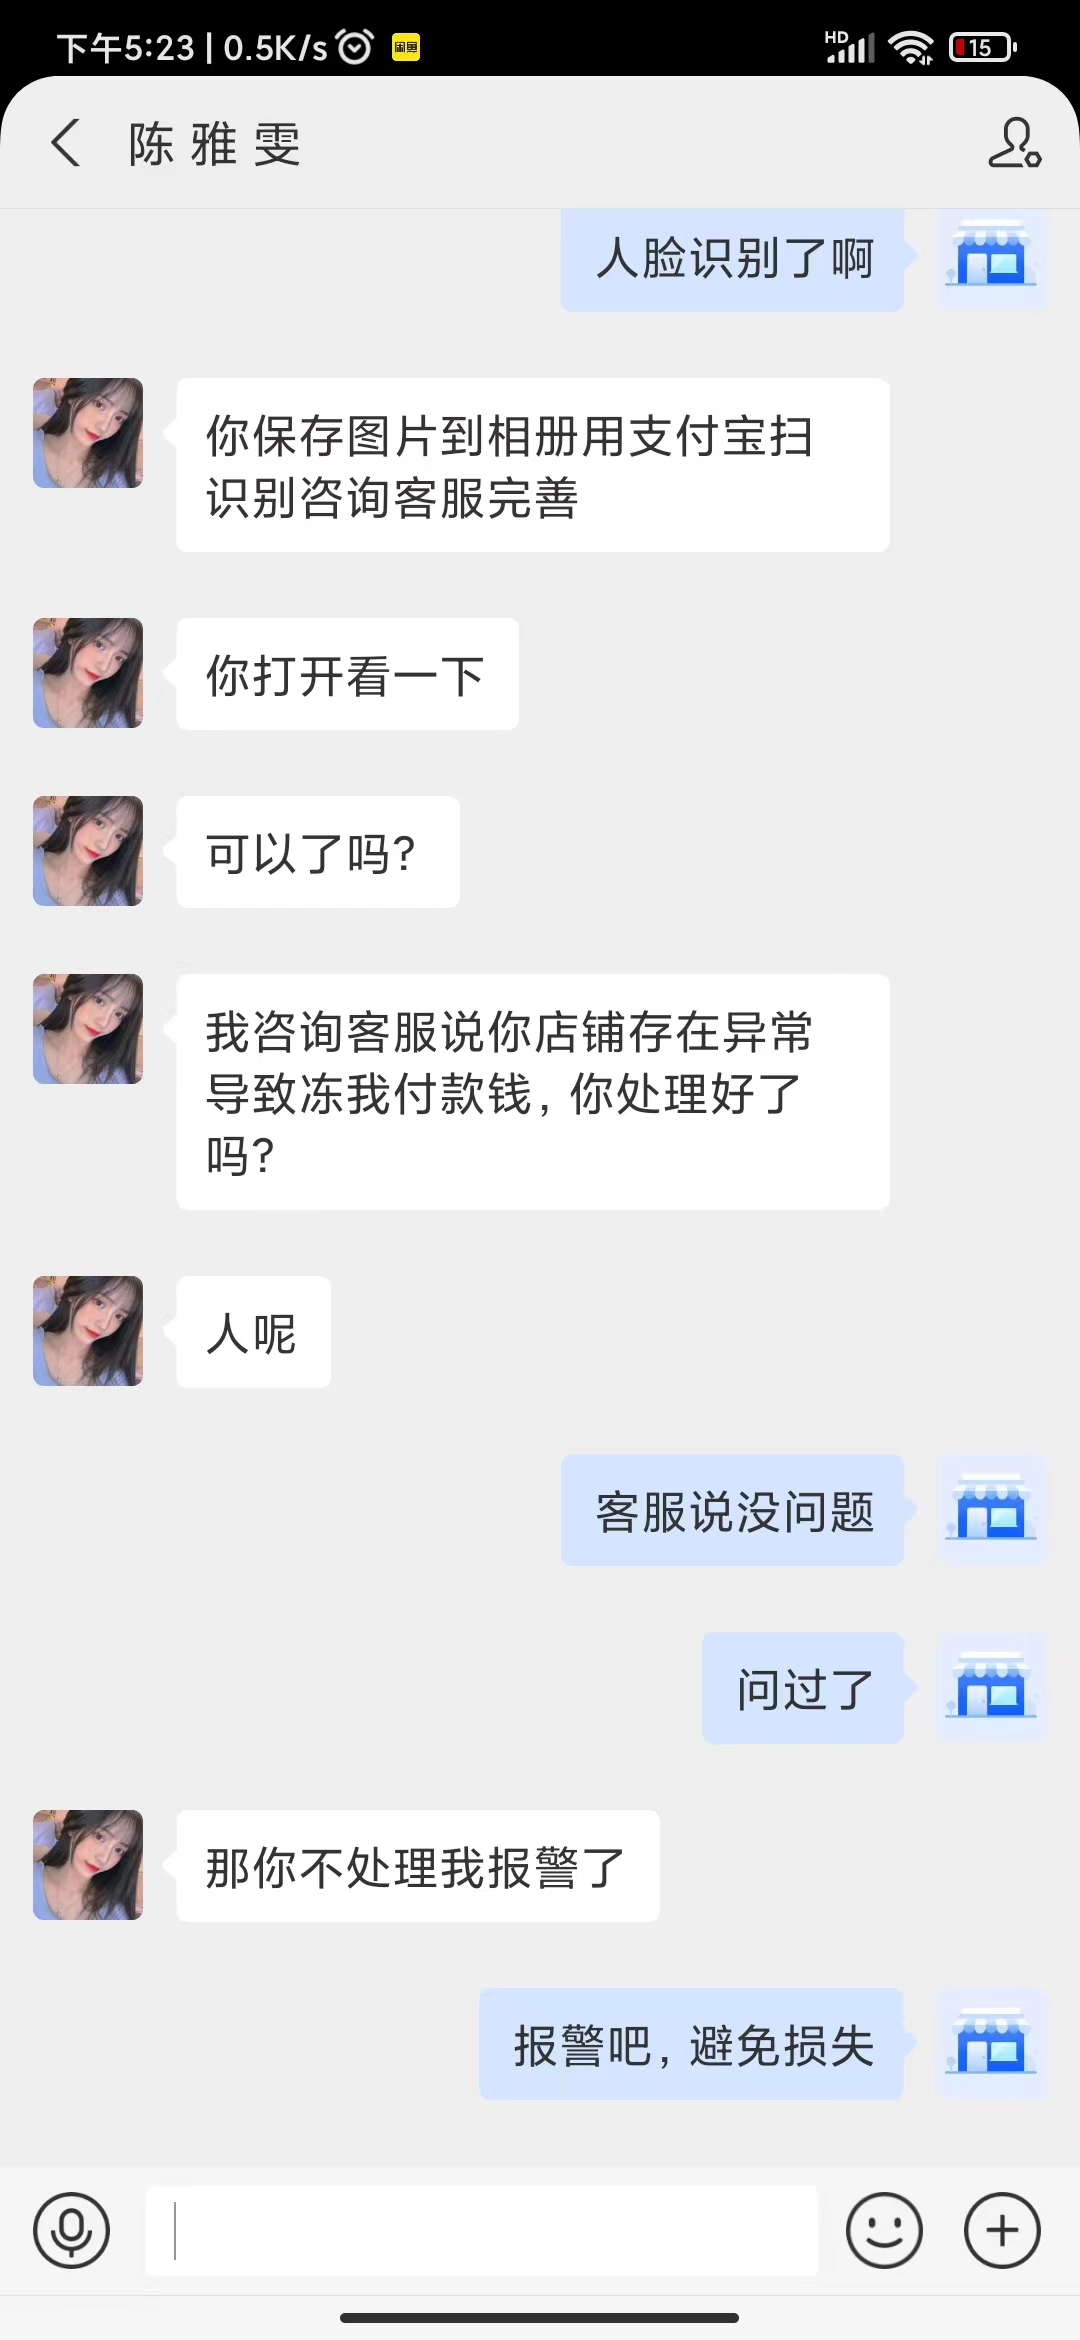 下午5:23 | 0.5K/s
闲鱼
HD
15
陈雅雯
人脸识别了啊
你保存图片到相册用支付宝扫
识别咨询客服完善
你打开看一下
可以了吗?
我咨询客服说你店铺存在异常
导致冻我付款钱, 你处理好了
吗?
人呢
客服说没问题
问过了
那你不处理我报警了
报警吧, 避免损失